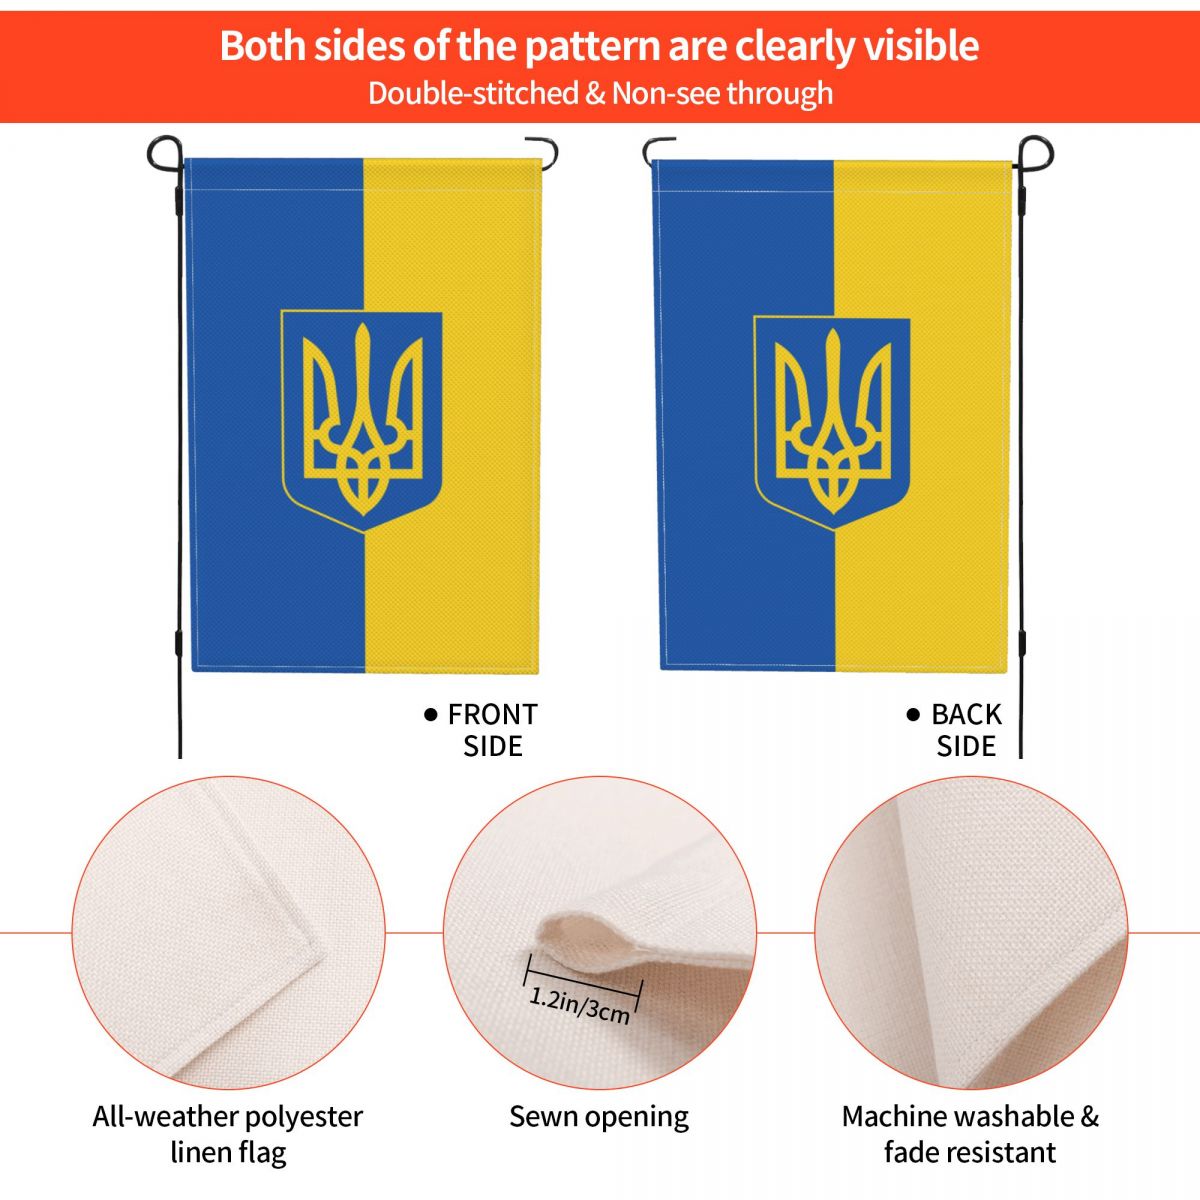 Both sides of the pattern are clearly visible
Double-stitched & Non-see through
● FRONT
SIDE
● BACK
SIDE
1.2in/3cm
All-weather polyester
linen flag
Sewn opening
Machine washable &
fade resistant